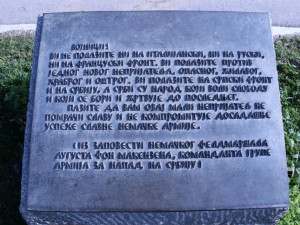 ВОЈНИЦИ!
ВИ НЕ ПОЛАЗИТЕ НИ НА ИТАЛИЈАНСКИ, НИ НА РУСКИ,
НИ НА ФРАНЦУСКИ ФРОНТ. ВИ ПОЛАЗИТЕ ПРОТИВ
ЈЕДНОГ НОВОГ НЕПРИЈАТЕЉА, ОПАСНОГ, ЖИЛАВОГ,
ХРАБРОГ И ОШТРОГ. ВИ ПОЛАЗИТЕ НА СРПСКИ ФРОНТ
И НА СРБИЈУ, А СРБИ СУ НАРОД КОЈИ ВОЛИ СЛОБОДУ
И КОЈИ СЕ БОРИ И ЖРТВУЈЕ ДО ПОСЛЕДЊЕГ.
ПАЗИТЕ ДА ВАМ ОВАЈ МАЛИ НЕПРИЈАТЕЉ НЕ
ПОМРАЧИ СЛАВУ И НЕ КОМПРОМИТУЈЕ ДОСАДАШЊЕ
УСПЕХЕ СЛАВНЕ НЕМАЧКЕ АРМИЈЕ.
(ИЗ ЗАПОВЕСТИ НЕМАЧКОГ ФЕЛДМАРШАЛА
АУГУСТА ФОН МАКЕНЗЕНА, КОМАНДАНТА ГРУПЕ
АРМИЈА ЗА НАПАД НА СРБИЈУ)